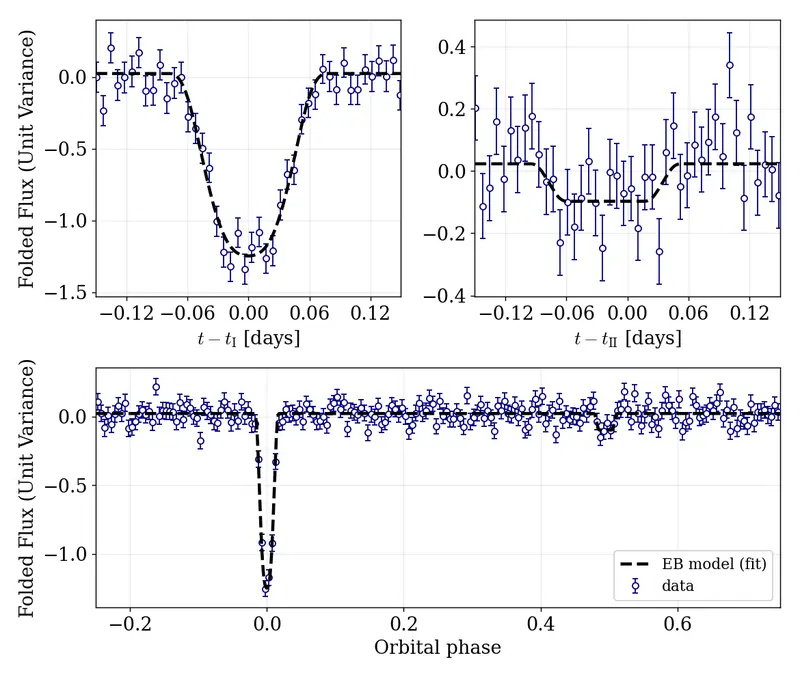 Folded Flux (Unit Variance)
0.0
−0.5
−1.0
−1.5
−0.12 −0.06 0.00 0.06 0.12
t − t_I [days]
0.4
0.2
0.0
−0.2
−0.4
−0.12 −0.06 0.00 0.06 0.12
t − t_II [days]
Folded Flux (Unit Variance)
0.0
−0.5
−1.0
−0.2 0.0 0.2 0.4 0.6
Orbital phase
EB model (fit)
data